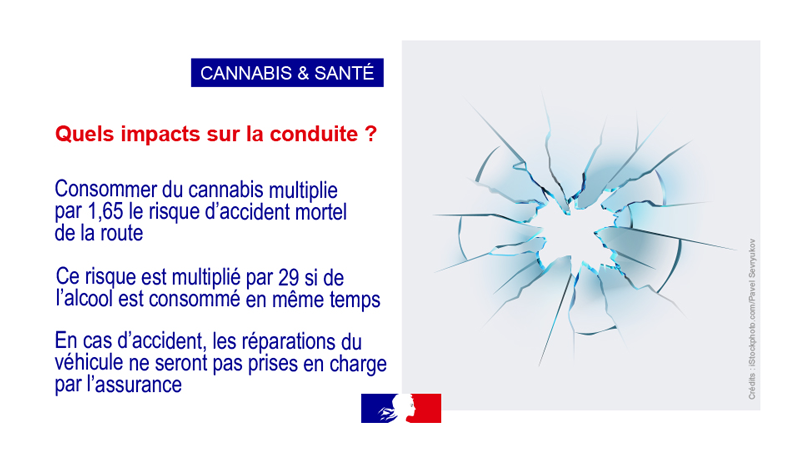 CANNABIS & SANTÉ
Quels impacts sur la conduite ?
Consommer du cannabis multiplie
par 1,65 le risque d’accident mortel
de la route
Ce risque est multiplié par 29 si de
l’alcool est consommé en même temps
En cas d’accident, les réparations du
véhicule ne seront pas prises en charge
par l’assurance
Crédits : iStockphoto.com/Pavel Sevryukov